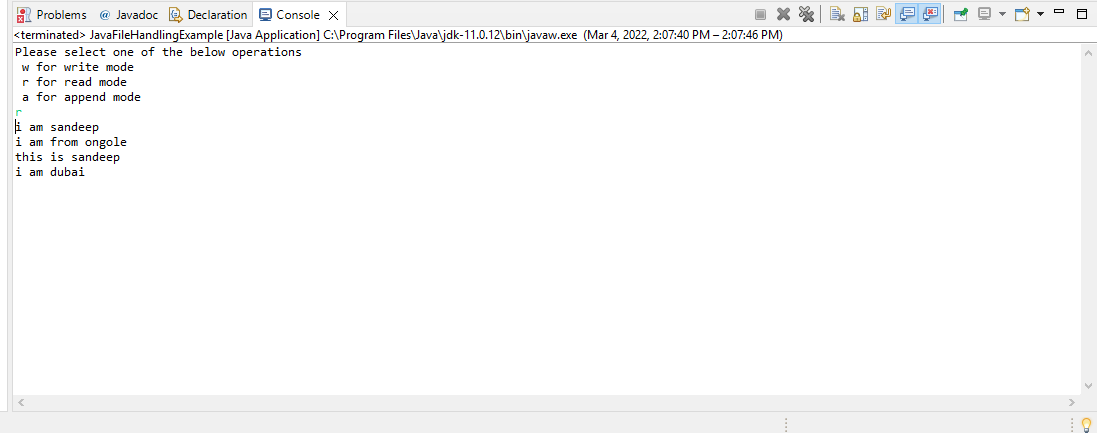 Problems @ Javadoc Declaration Console
<terminated> JavaFileHandlingExample [Java Application] C:\Program Files\Java\jdk-11.0.12\bin\javaw.exe (Mar 4, 2022, 2:07:40 PM – 2:07:46 PM)
Please select one of the below operations
w for write mode
r for read mode
a for append mode
r
i am sandeep
i am from ongole
this is sandeep
i am dubai